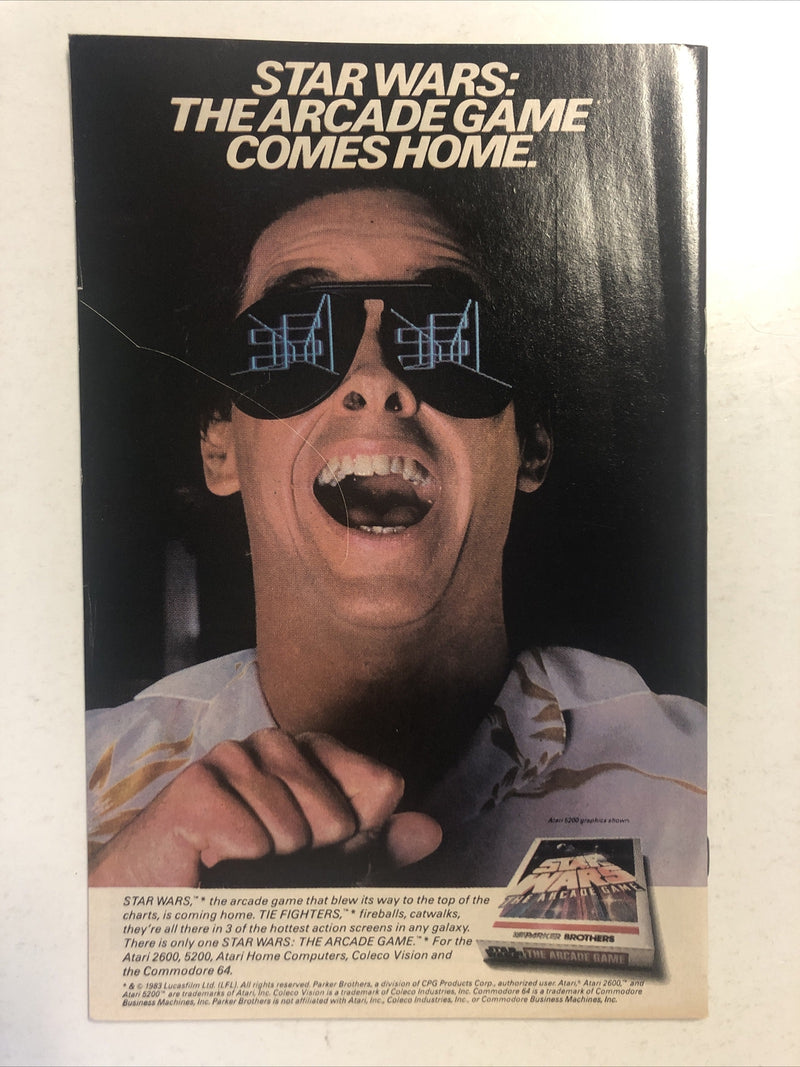 STAR WARS:
THE ARCADE GAME™
COMES HOME.
Atari 5200 graphics shown.
STAR WARS
THE ARCADE GAME
PARKER BROTHERS
STAR WARS THE ARCADE GAME
STAR WARS,™* the arcade game that blew its way to the top of the
charts, is coming home. TIE FIGHTERS,™* fireballs, catwalks,
they're all there in 3 of the hottest action screens in any galaxy.
There is only one STAR WARS: THE ARCADE GAME.™* For the
Atari 2600, 5200, Atari Home Computers, Coleco Vision and
the Commodore 64.
* & © 1983 Lucasfilm Ltd. (LFL). All rights reserved. Parker Brothers, a division of CPG Products Corp., authorized user. Atari,® Atari 2600,™ and
Atari 5200™ are trademarks of Atari, Inc. Coleco Vision is a trademark of Coleco Industries, Inc. Commodore 64 is a trademark of Commodore
Business Machines, Inc. Parker Brothers is not affiliated with Atari, Inc., Coleco Industries, Inc., or Commodore Business Machines, Inc.